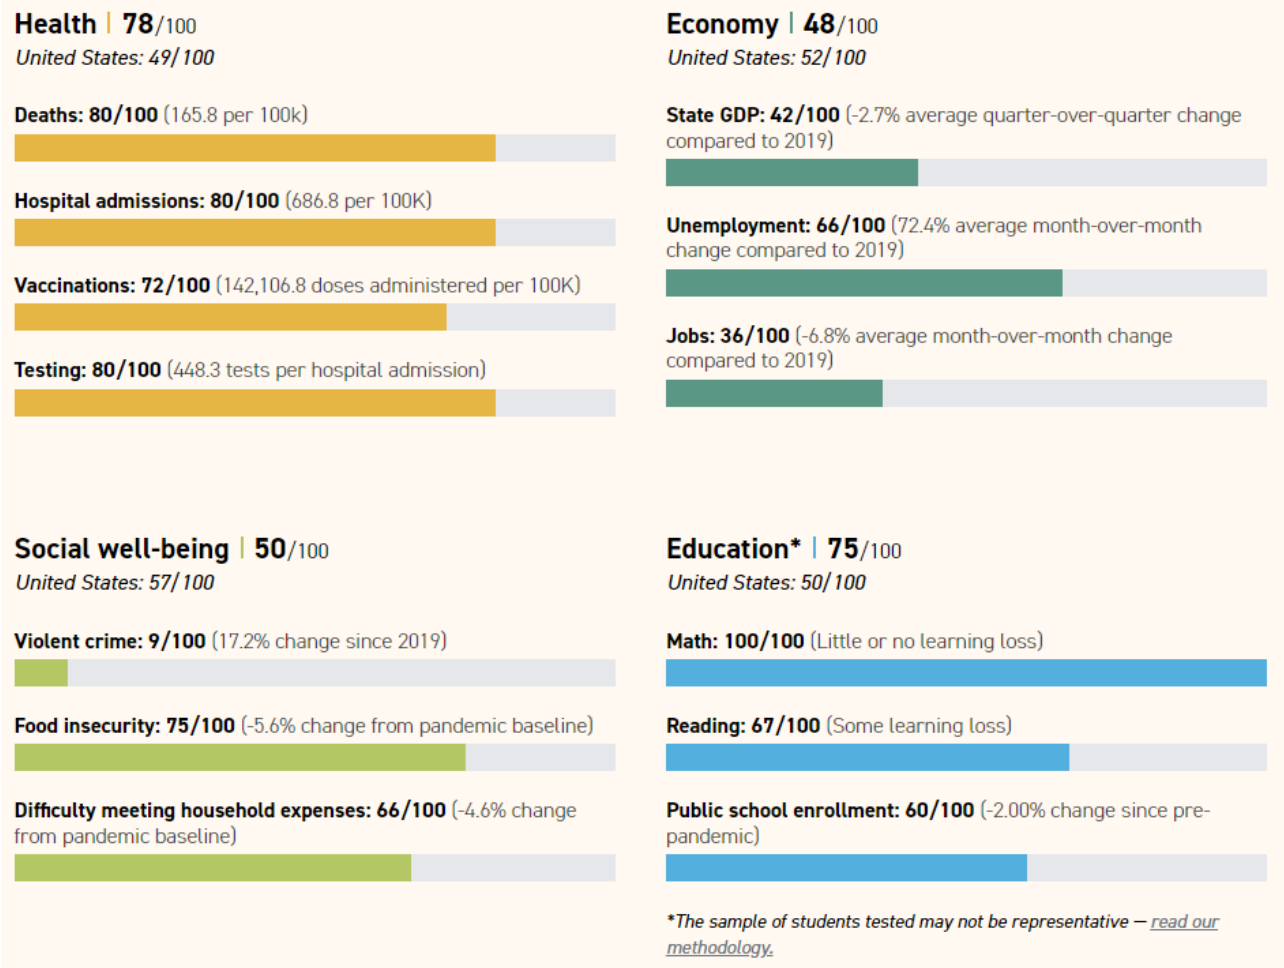 Health | 78/100
United States: 49/100
Deaths: 80/100 (165.8 per 100k)
Hospital admissions: 80/100 (686.8 per 100K)
Vaccinations: 72/100 (142,106.8 doses administered per 100K)
Testing: 80/100 (448.3 tests per hospital admission)
Economy | 48/100
United States: 52/100
State GDP: 42/100 (-2.7% average quarter-over-quarter change
compared to 2019)
Unemployment: 66/100 (72.4% average month-over-month
change compared to 2019)
Jobs: 36/100 (-6.8% average month-over-month change
compared to 2019)
Social well-being | 50/100
United States: 57/100
Violent crime: 9/100 (17.2% change since 2019)
Food insecurity: 75/100 (-5.6% change from pandemic baseline)
Difficulty meeting household expenses: 66/100 (-4.6% change
from pandemic baseline)
Education* | 75/100
United States: 50/100
Math: 100/100 (Little or no learning loss)
Reading: 67/100 (Some learning loss)
Public school enrollment: 60/100 (-2.00% change since pre-
pandemic)
*The sample of students tested may not be representative — read our
methodology.